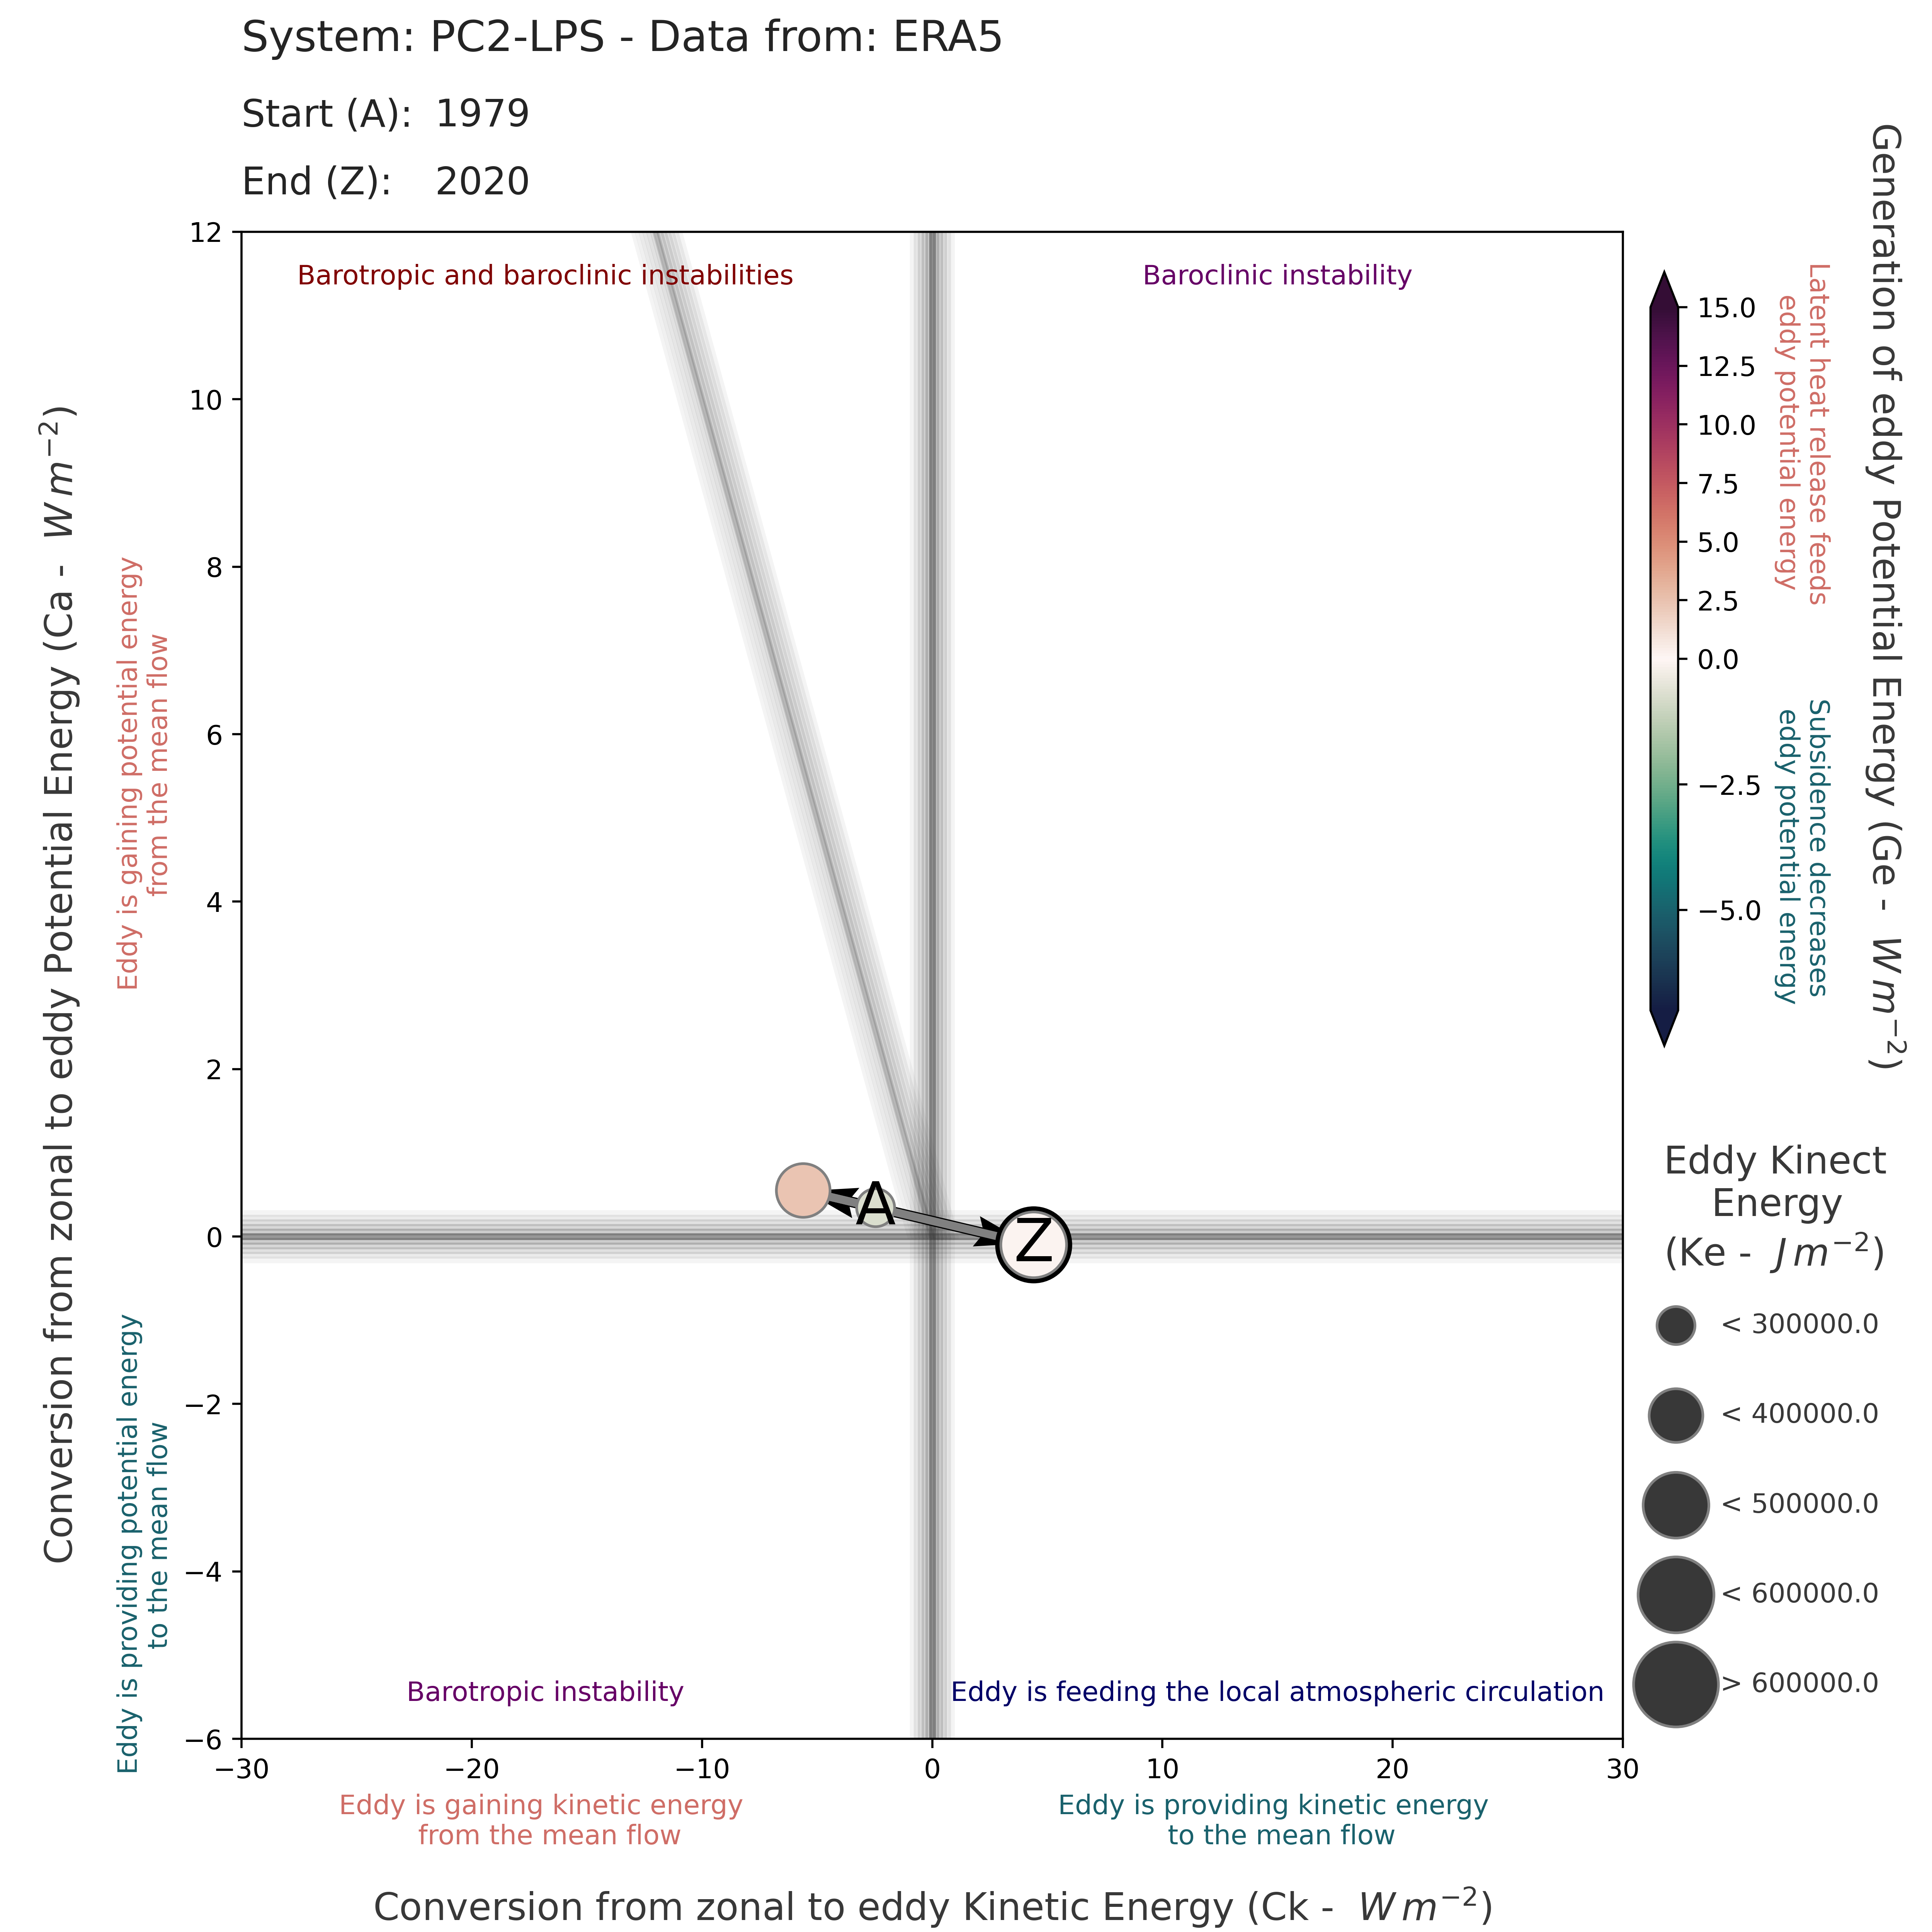 System: PC2-LPS - Data from: ERA5
Start (A): 1979
End (Z): 2020
Barotropic and baroclinic instabilities
Baroclinic instability
12
10
8
6
4
2
0
−2
−4
−6
Conversion from zonal to eddy Potential Energy (Ca - W m⁻²)
Eddy is gaining potential energy
from the mean flow
Eddy is providing potential energy
to the mean flow
A
Z
Barotropic instability
Eddy is feeding the local atmospheric circulation
−30
−20
−10
0
10
20
30
Eddy is gaining kinetic energy
from the mean flow
Eddy is providing kinetic energy
to the mean flow
Conversion from zonal to eddy Kinetic Energy (Ck - W m⁻²)
15.0
12.5
10.0
7.5
5.0
2.5
0.0
−2.5
−5.0
Latent heat release feeds
eddy potential energy
Subsidence decreases
eddy potential energy
Generation of eddy Potential Energy (Ge - W m⁻²)
Eddy Kinect
Energy
(Ke - J m⁻²)
< 300000.0
< 400000.0
< 500000.0
< 600000.0
> 600000.0